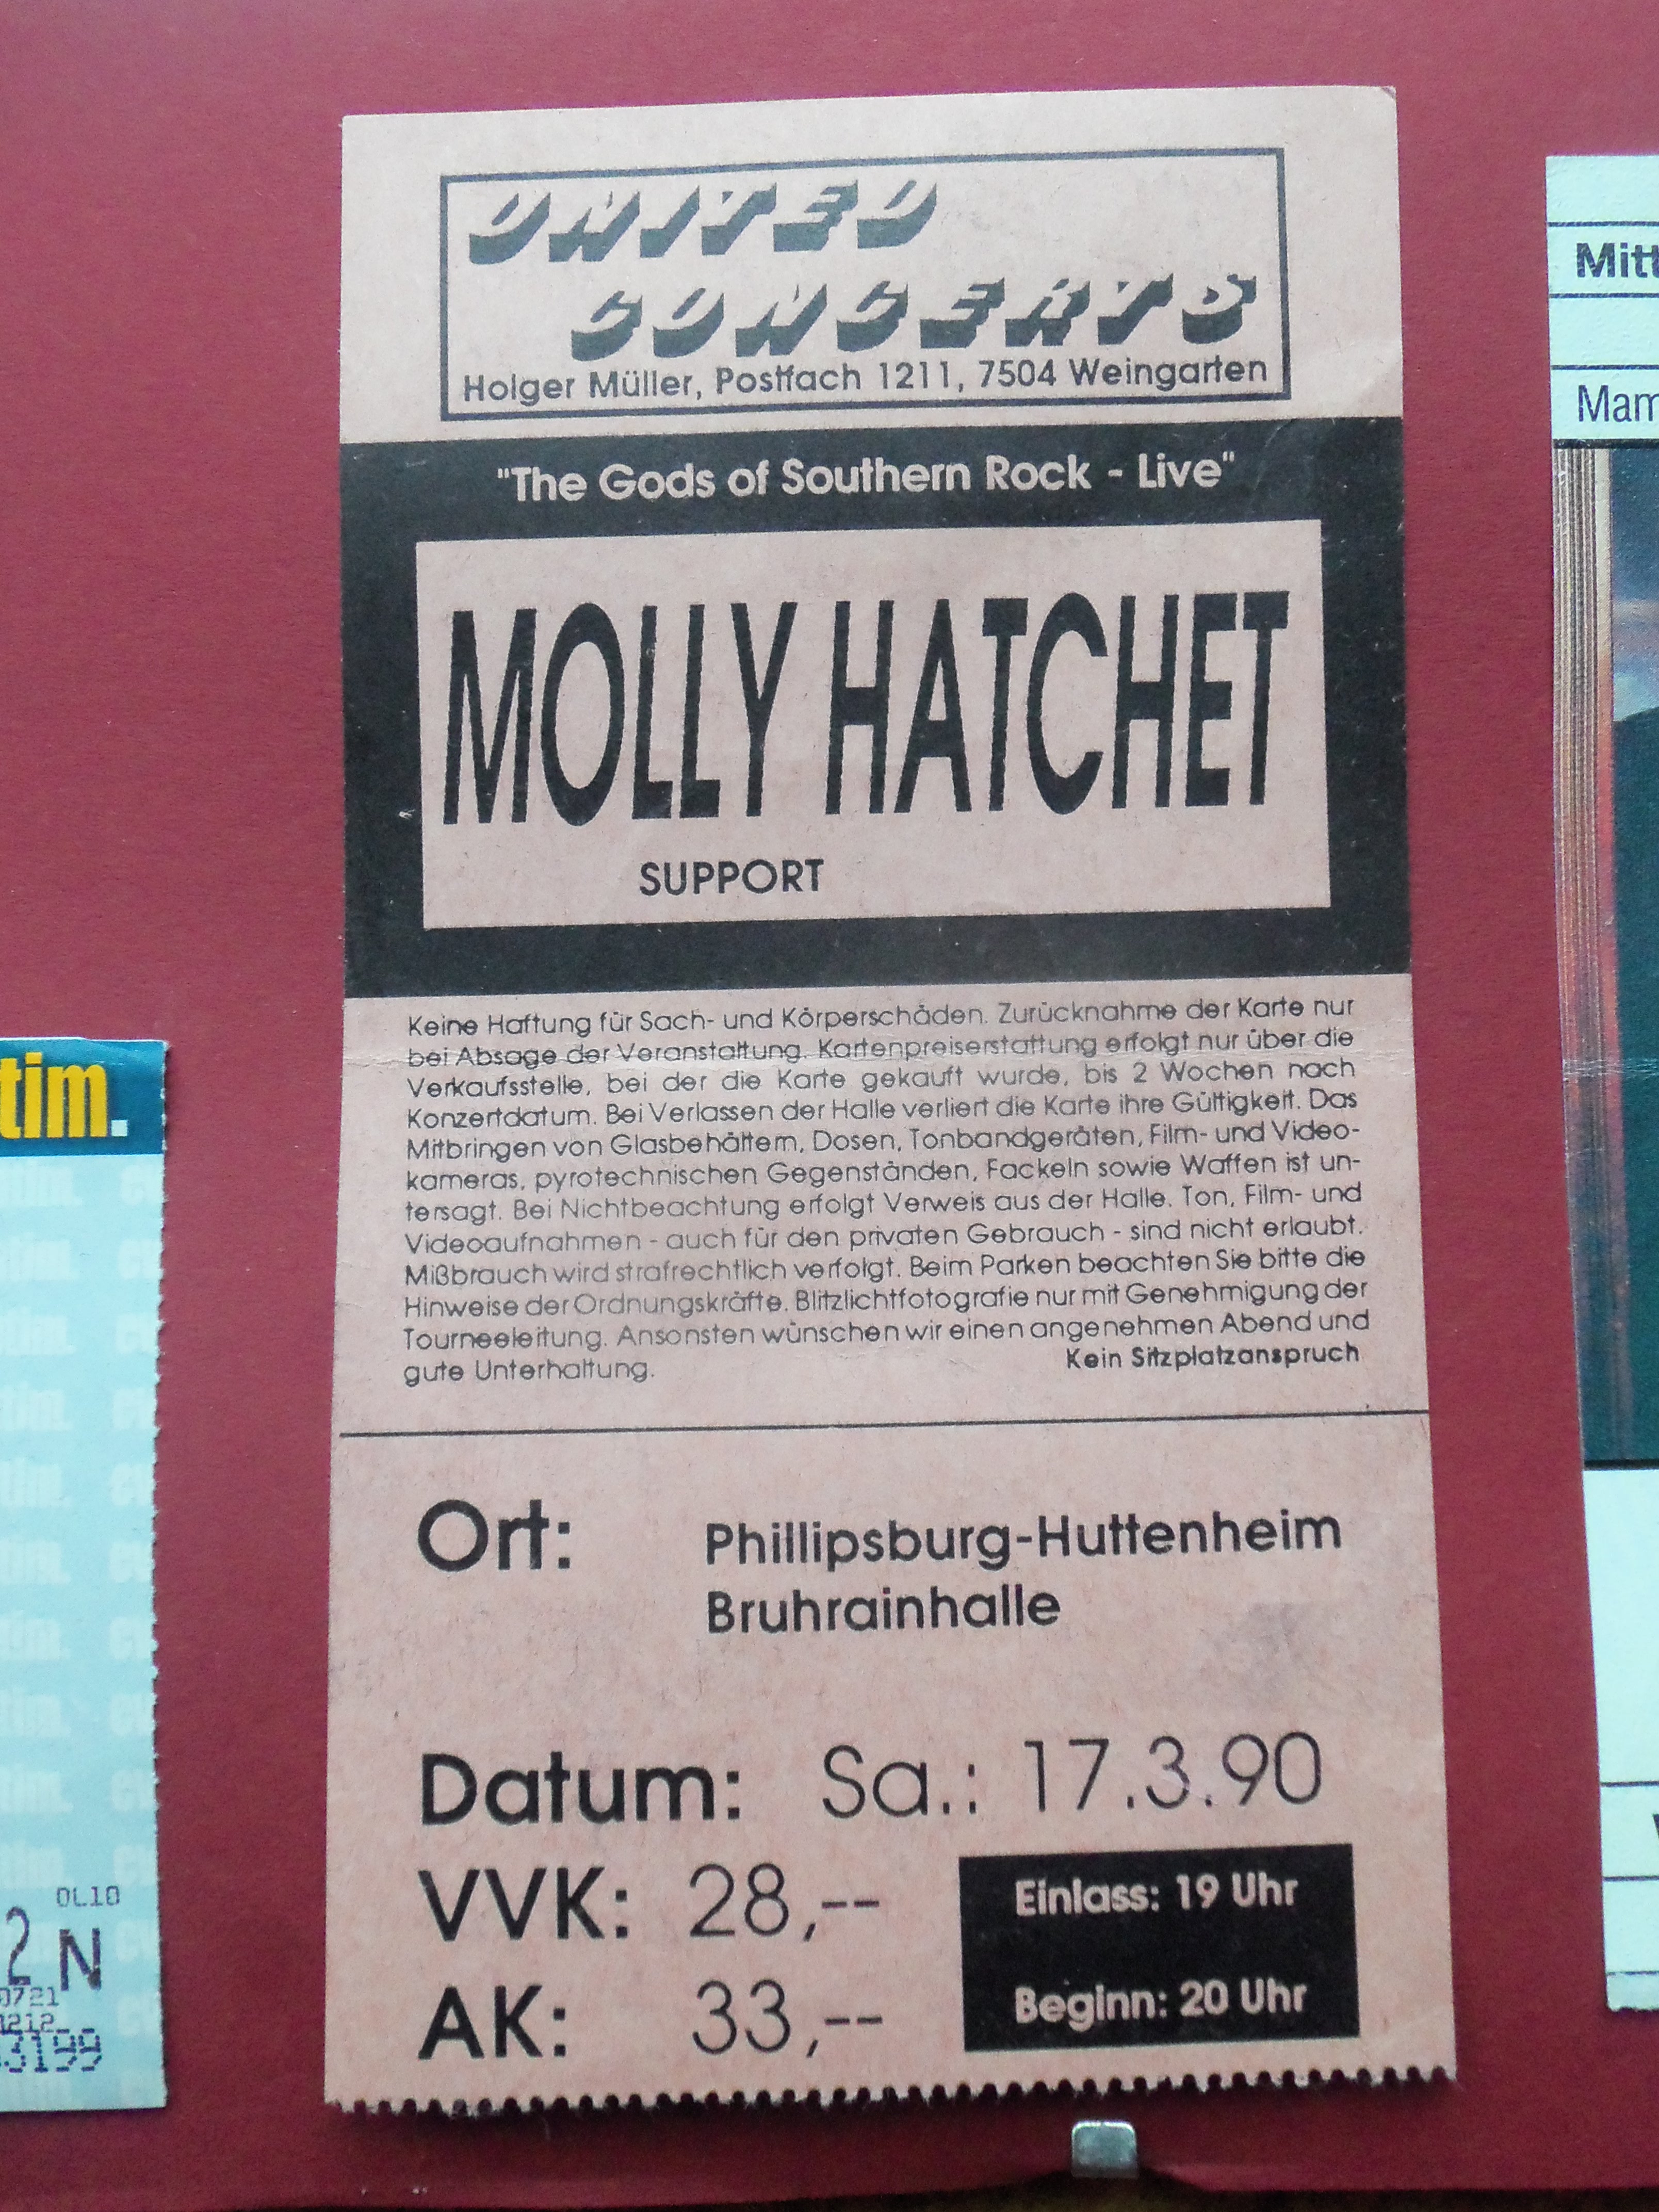 UNITED
CONCERTS
Holger Müller, Postfach 1211, 7504 Weingarten
"The Gods of Southern Rock - Live"
MOLLY HATCHET
SUPPORT
Keine Haftung für Sach- und Körperschäden. Zurücknahme der Karte nur
bei Absage der Veranstaltung. Kartenpreiserstattung erfolgt nur über die
Verkaufsstelle, bei der die Karte gekauft wurde, bis 2 Wochen nach
Konzertdatum. Bei Verlassen der Halle verliert die Karte ihre Gültigkeit. Das
Mitbringen von Glasbehältern, Dosen, Tonbandgeräten, Film- und Video-
kameras, pyrotechnischen Gegenständen, Fackeln sowie Waffen ist un-
tersagt. Bei Nichtbeachtung erfolgt Verweis aus der Halle. Ton, Film- und
Videoaufnahmen - auch für den privaten Gebrauch - sind nicht erlaubt.
Mißbrauch wird strafrechtlich verfolgt. Beim Parken beachten Sie bitte die
Hinweise der Ordnungskräfte. Blitzlichtfotografie nur mit Genehmigung der
Tourneeleitung. Ansonsten wünschen wir einen angenehmen Abend und
gute Unterhaltung. Kein Sitzplatzanspruch
Ort: Phillipsburg-Huttenheim
Bruhrainhalle
Datum: Sa.: 17.3.90
VVK: 28,--
AK: 33,--
Einlass: 19 Uhr
Beginn: 20 Uhr
tim.
OL10
2 N
0721
0212
3199
Mitt
Mam